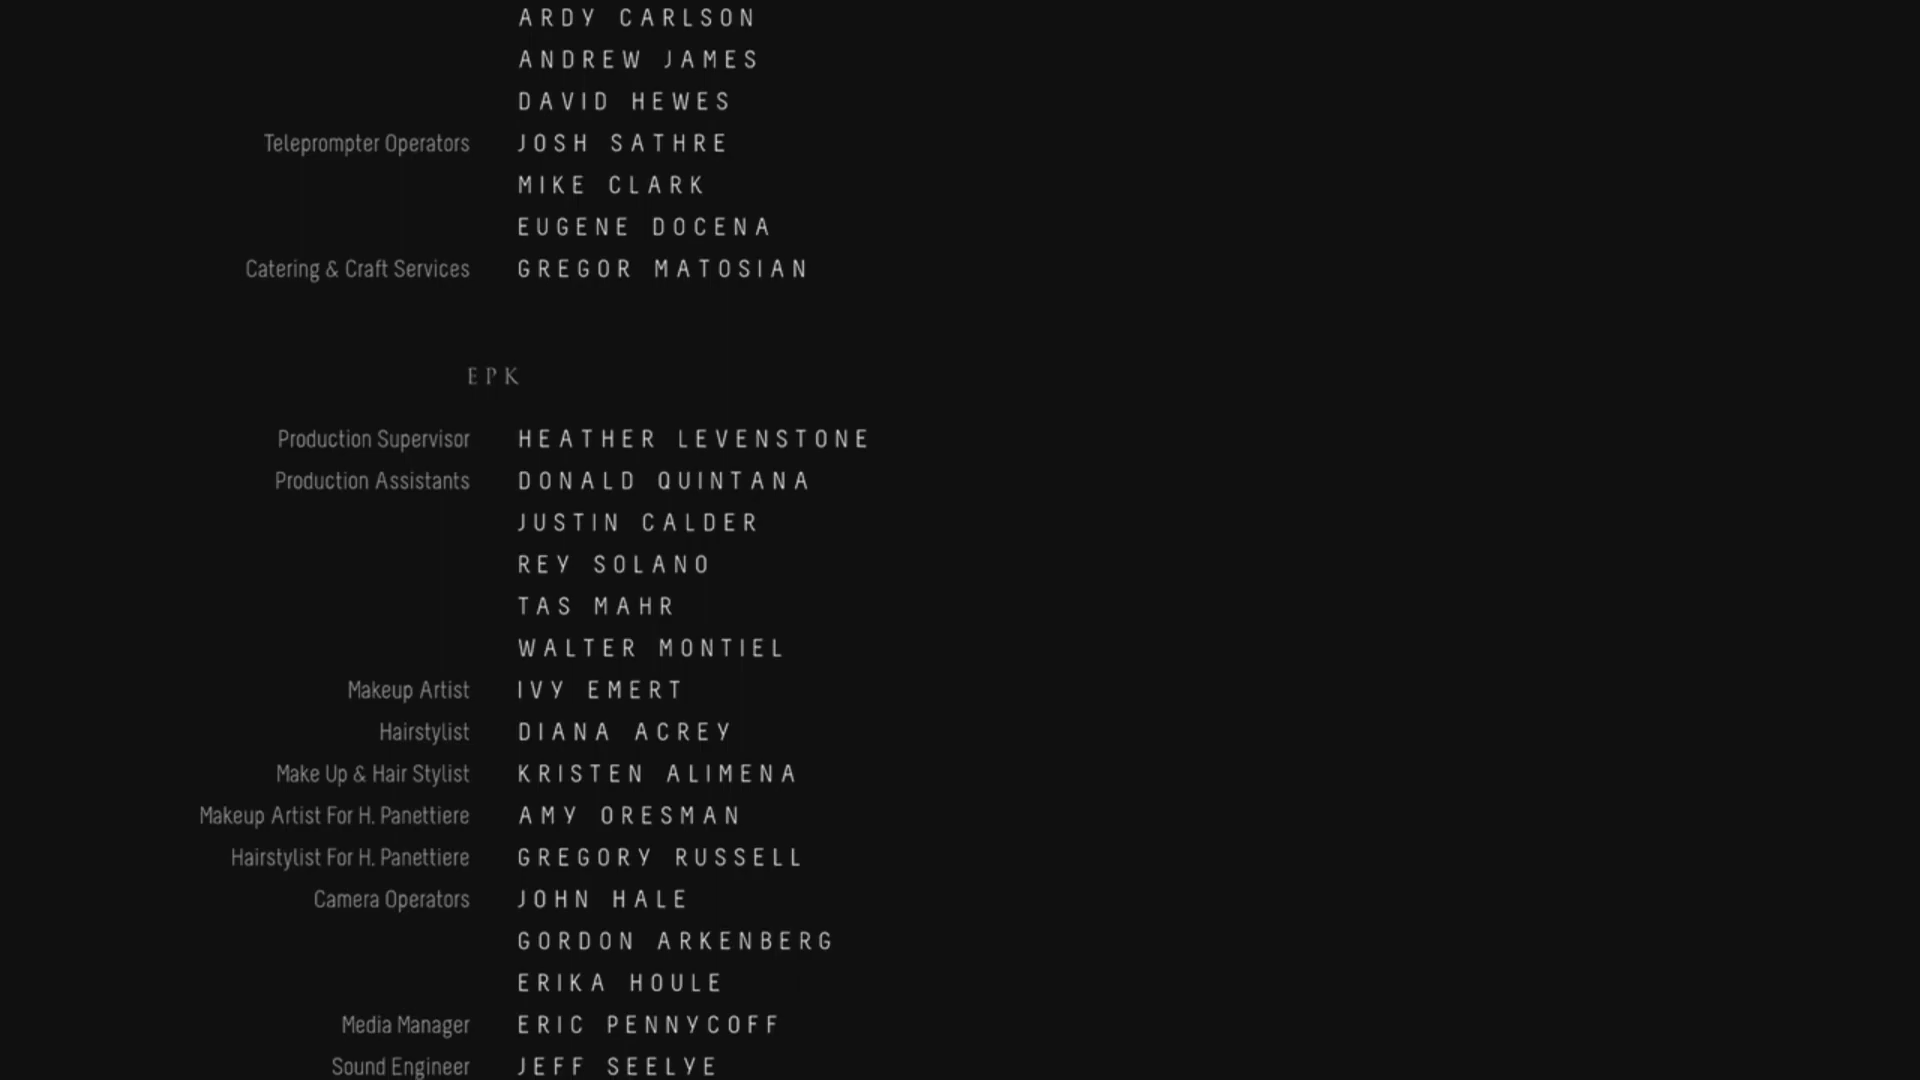 ARDY CARLSON
ANDREW JAMES
DAVID HEWES
Teleprompter Operators JOSH SATHRE
MIKE CLARK
EUGENE DOCENA
Catering & Craft Services GREGOR MATOSIAN
EPK
Production Supervisor HEATHER LEVENSTONE
Production Assistants DONALD QUINTANA
JUSTIN CALDER
REY SOLANO
TAS MAHR
WALTER MONTIEL
Makeup Artist IVY EMERT
Hairstylist DIANA ACREY
Make Up & Hair Stylist KRISTEN ALIMENA
Makeup Artist For H. Panettiere AMY ORESMAN
Hairstylist For H. Panettiere GREGORY RUSSELL
Camera Operators JOHN HALE
GORDON ARKENBERG
ERIKA HOULE
Media Manager ERIC PENNYCOFF
Sound Engineer JEFF SEELYE